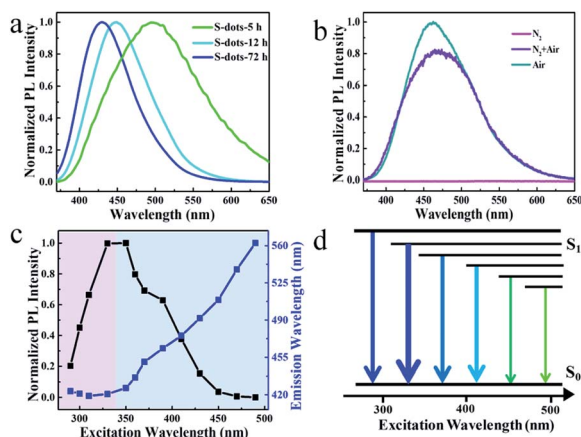 a
S-dots-5 h
S-dots-12 h
S-dots-72 h
Normalized PL Intensity
1.0
0.8
0.6
0.4
0.2
0.0
400 450 500 550 600 650
Wavelength (nm)
b
N2
N2+Air
Air
Normalized PL Intensity
1.0
0.8
0.6
0.4
0.2
0.0
400 450 500 550 600 650
Wavelength (nm)
c
Normalized PL Intensity
1.0
0.8
0.6
0.4
0.2
0.0
300 350 400 450 500
Excitation Wavelength (nm)
560
525
490
455
420
Emission Wavelength (nm)
d
S1
S0
300 400 500
Excitation Wavelength (nm)